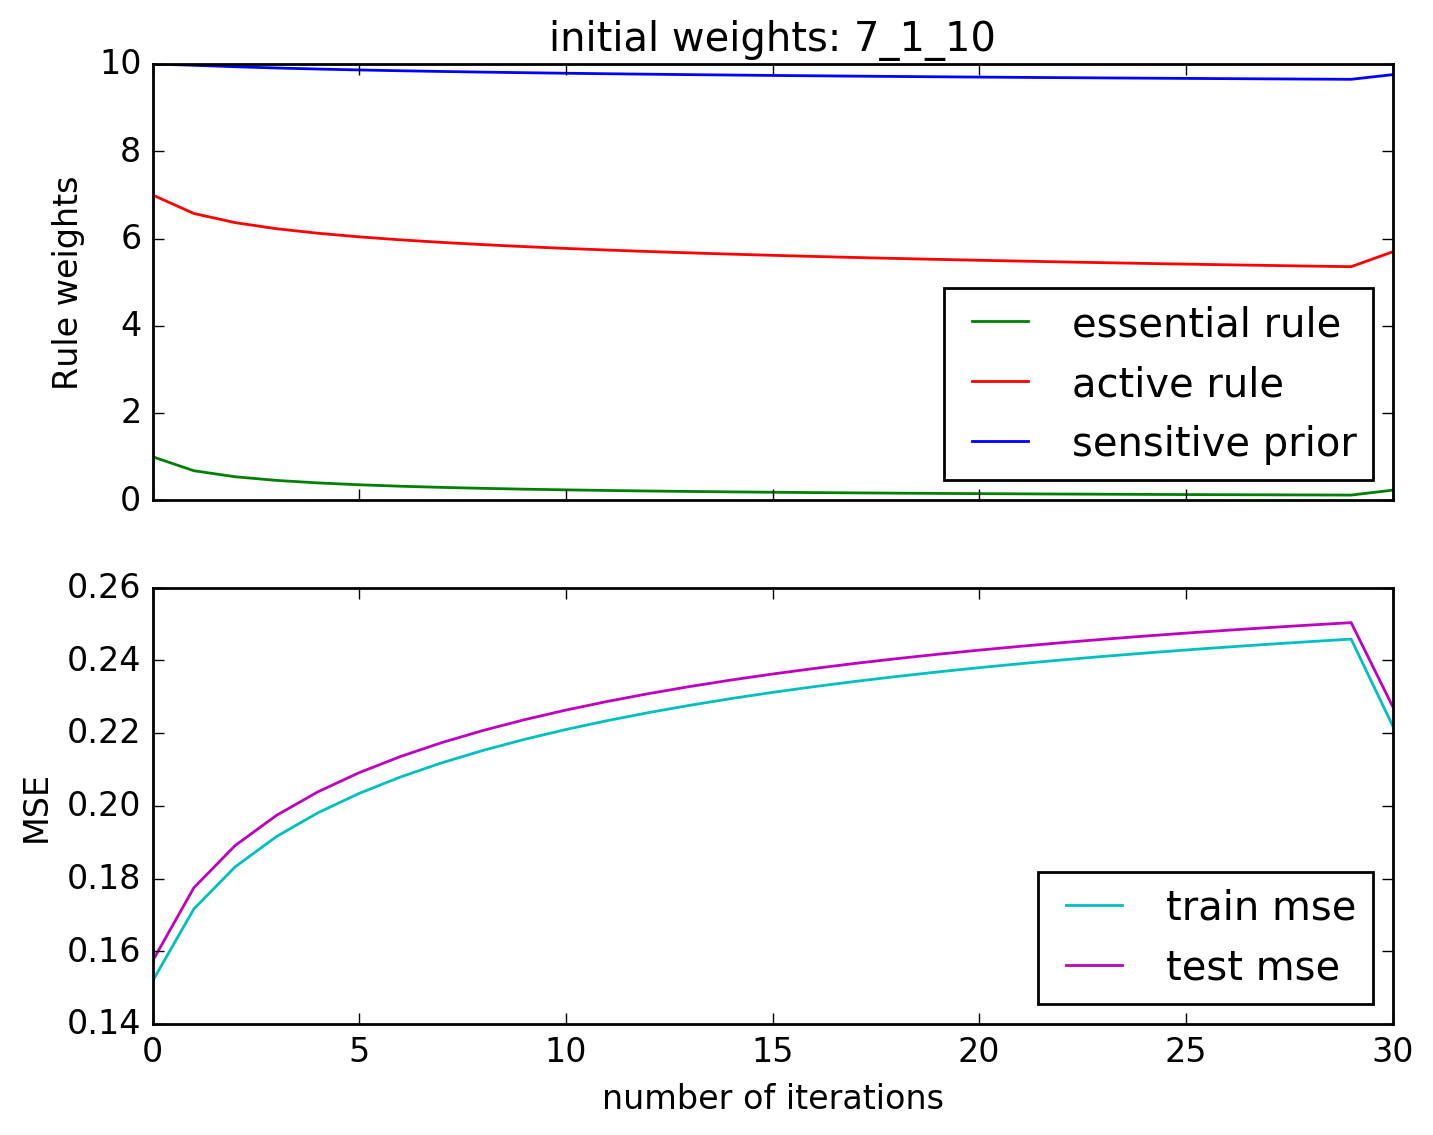 initial weights: 7_1_10
10
8
6
4
2
0
Rule weights
essential rule
active rule
sensitive prior
0.26
0.24
0.22
0.20
0.18
0.16
0.14
MSE
train mse
test mse
0 5 10 15 20 25 30
number of iterations